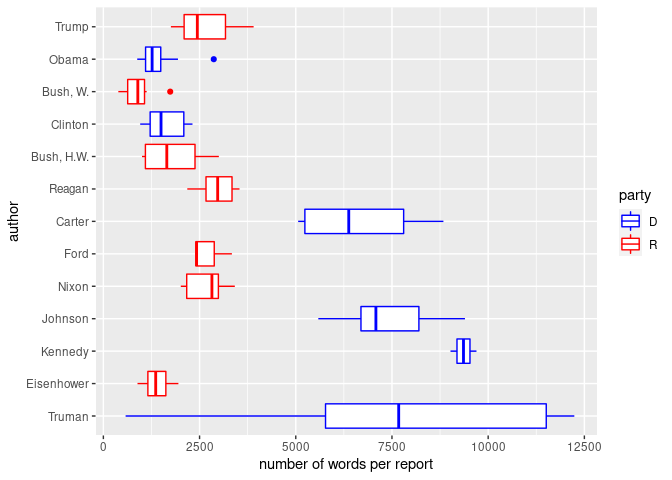 Trump
Obama
Bush, W.
Clinton
Bush, H.W.
Reagan
Carter
Ford
Nixon
Johnson
Kennedy
Eisenhower
Truman
author
0 2500 5000 7500 10000 12500
number of words per report
party
D
R